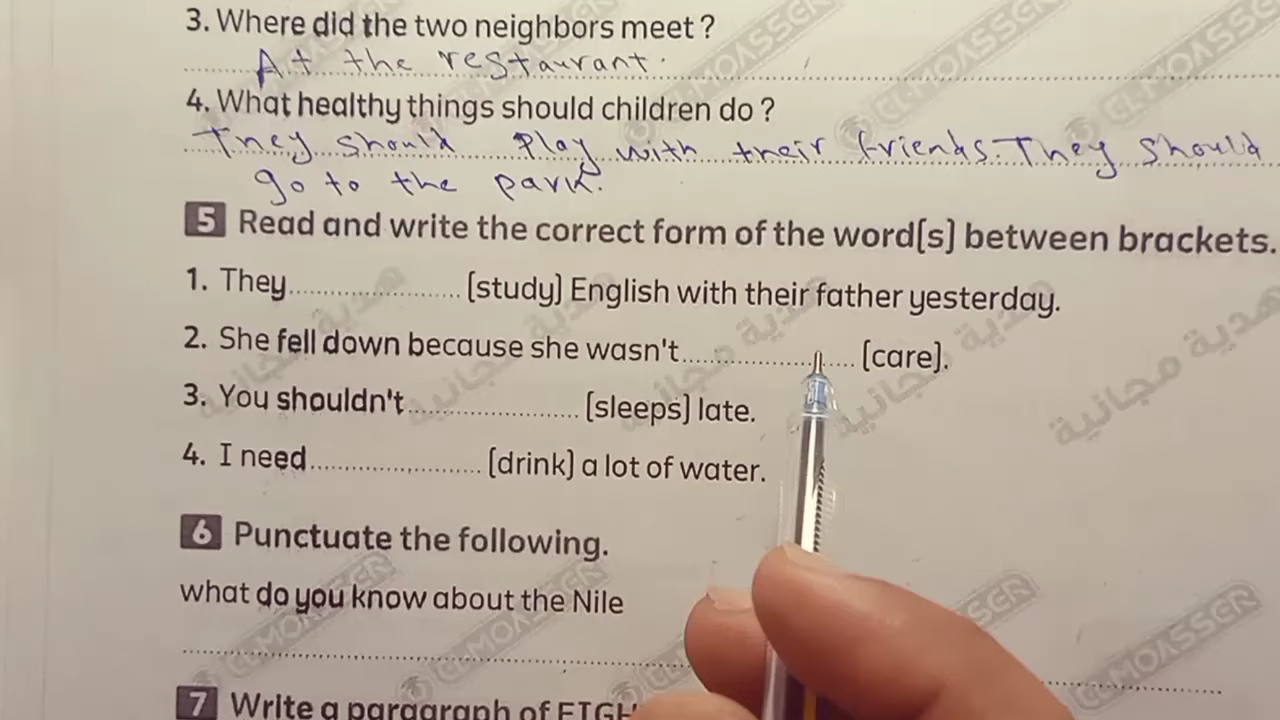 3. Where did the two neighbors meet ?
At the restaurant.
4. What healthy things should children do ?
They should play with their friends. They should
go to the park.
5 Read and write the correct form of the word(s) between brackets.
1. They...................... (study) English with their father yesterday.
2. She fell down because she wasn't...................... (care).
3. You shouldn't...................... (sleeps) late.
4. I need...................... (drink) a lot of water.
6 Punctuate the following.
what do you know about the Nile
7 Write a paragraph of EIGH